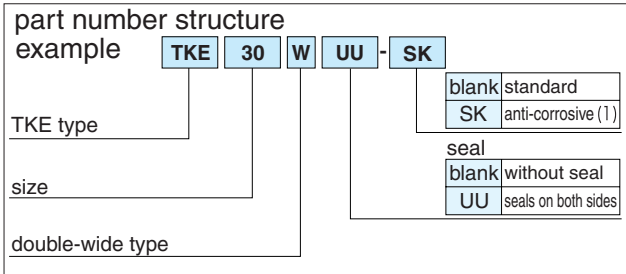 part number structure
example
TKE 30 W UU - SK
blank standard
SK anti-corrosive (1)
TKE type
seal
blank without seal
size
UU seals on both sides
double-wide type